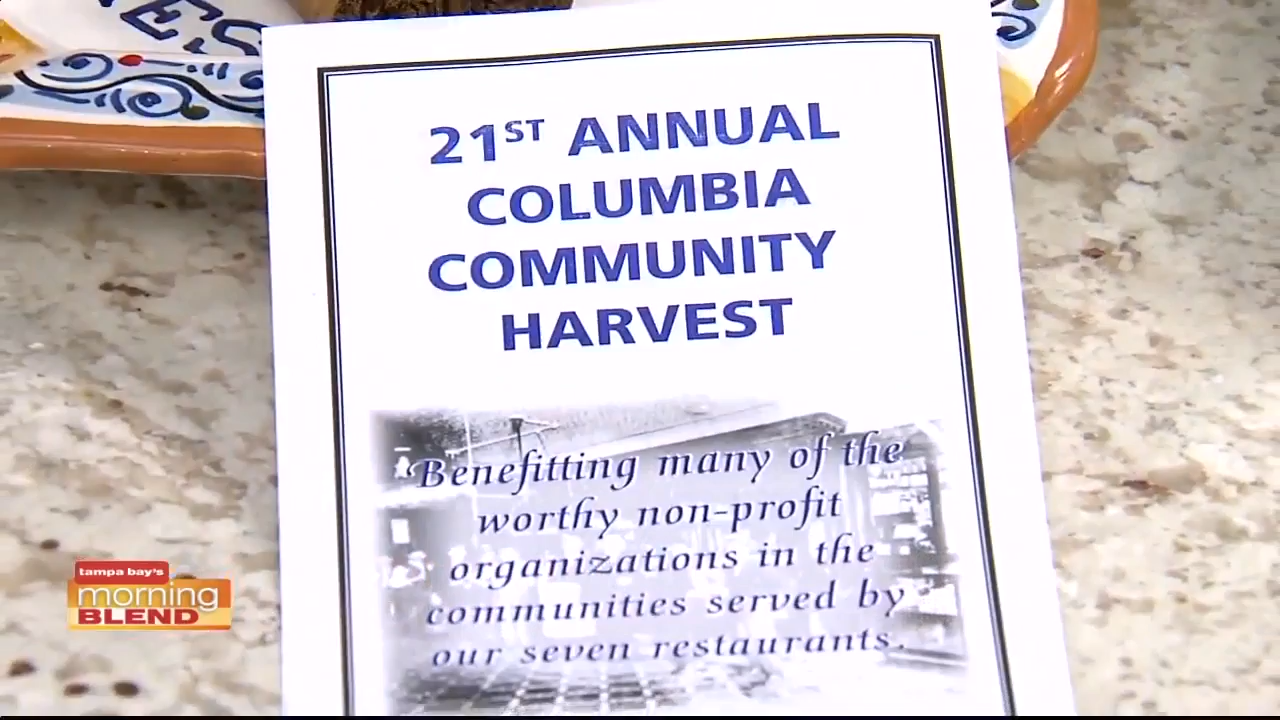 21ST ANNUAL
COLUMBIA
COMMUNITY
HARVEST
"Benefitting many of the
worthy non-profit
organizations in the
communities served by
our seven restaurants.
tampa bay's
morning
BLEND